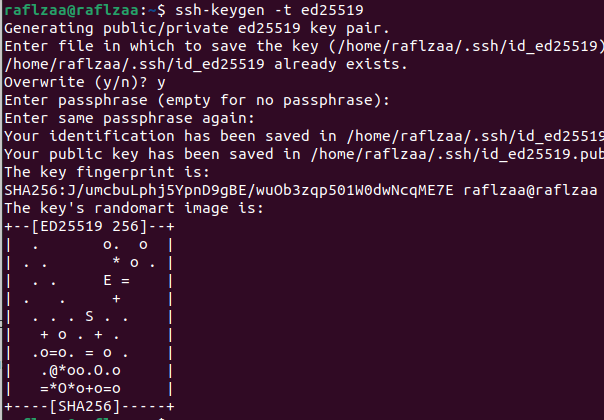 raflzaa@raflzaa:~$ ssh-keygen -t ed25519
Generating public/private ed25519 key pair.
Enter file in which to save the key (/home/raflzaa/.ssh/id_ed25519)
/home/raflzaa/.ssh/id_ed25519 already exists.
Overwrite (y/n)? y
Enter passphrase (empty for no passphrase):
Enter same passphrase again:
Your identification has been saved in /home/raflzaa/.ssh/id_ed25519
Your public key has been saved in /home/raflzaa/.ssh/id_ed25519.pub
The key fingerprint is:
SHA256:J/umcbuLphj5YpnD9gBE/wuOb3zqp501W0dwNcqME7E raflzaa@raflzaa
The key's randomart image is:
+--[ED25519 256]--+
|  .       o.  o  |
| . .       * o . |
|  . .     E =    |
| .   .     +     |
|  . . . S . .    |
|   + o . + .     |
|  .o=o. = o .    |
|   .@*oo.O.o     |
|   =*O*o+o=o     |
+----[SHA256]-----+